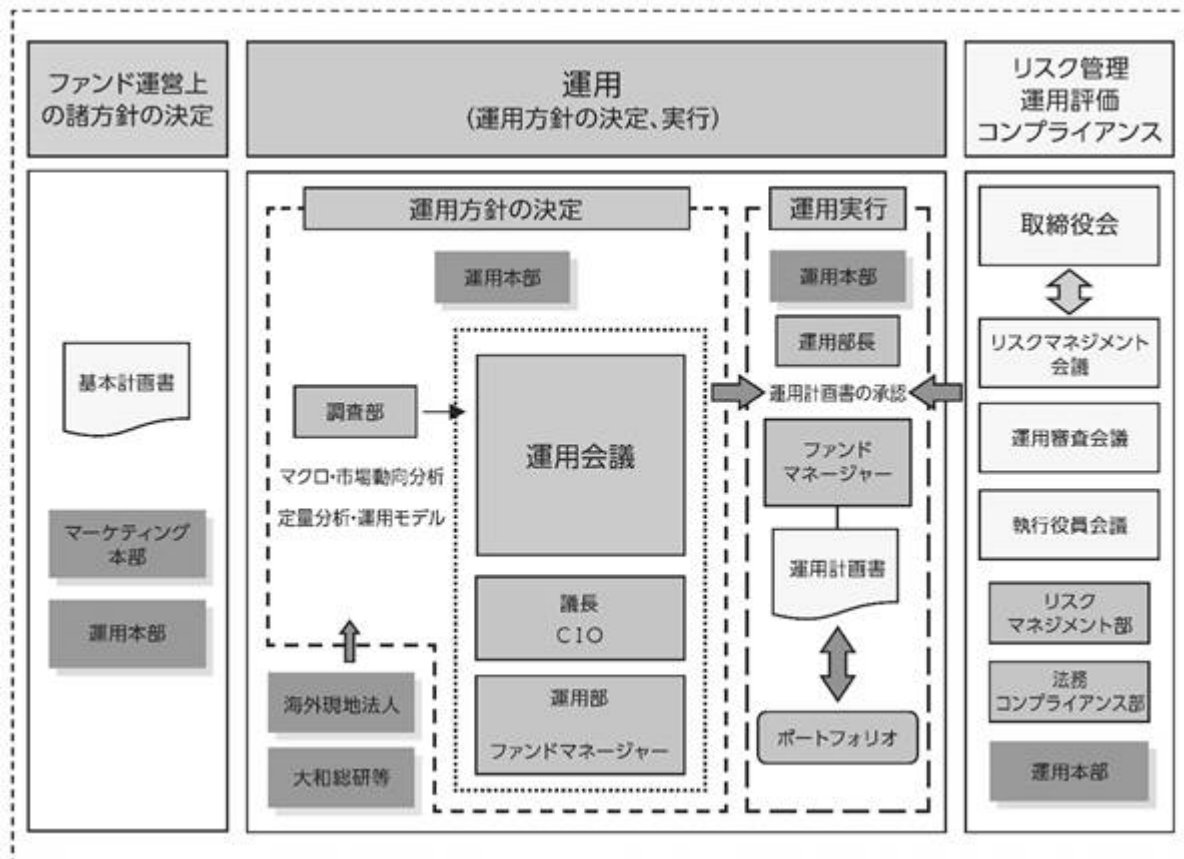 ファンド運営上
の諸方針の決定
運用
(運用方針の決定、実行)
リスク管理
運用評価
コンプライアンス
基本計画書
マーケティング
本部
運用本部
運用方針の決定
運用本部
調査部
マクロ・市場動向分析
定量分析・運用モデル
海外現地法人
大和総研等
運用会議
議長
CIO
運用部
ファンドマネージャー
運用実行
運用本部
運用部長
運用計画書の承認
ファンド
マネージャー
運用計画書
ポートフォリオ
取締役会
リスクマネジメント
会議
運用審査会議
執行役員会議
リスク
マネジメント部
法務
コンプライアンス部
運用本部